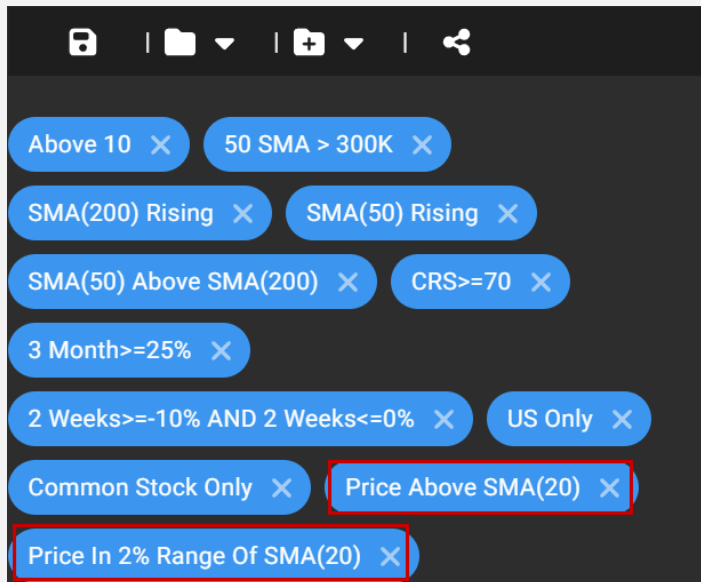 Above 10 50 SMA > 300K
SMA(200) Rising SMA(50) Rising
SMA(50) Above SMA(200) CRS>=70
3 Month>=25%
2 Weeks>=-10% AND 2 Weeks<=0% US Only
Common Stock Only Price Above SMA(20)
Price In 2% Range Of SMA(20)